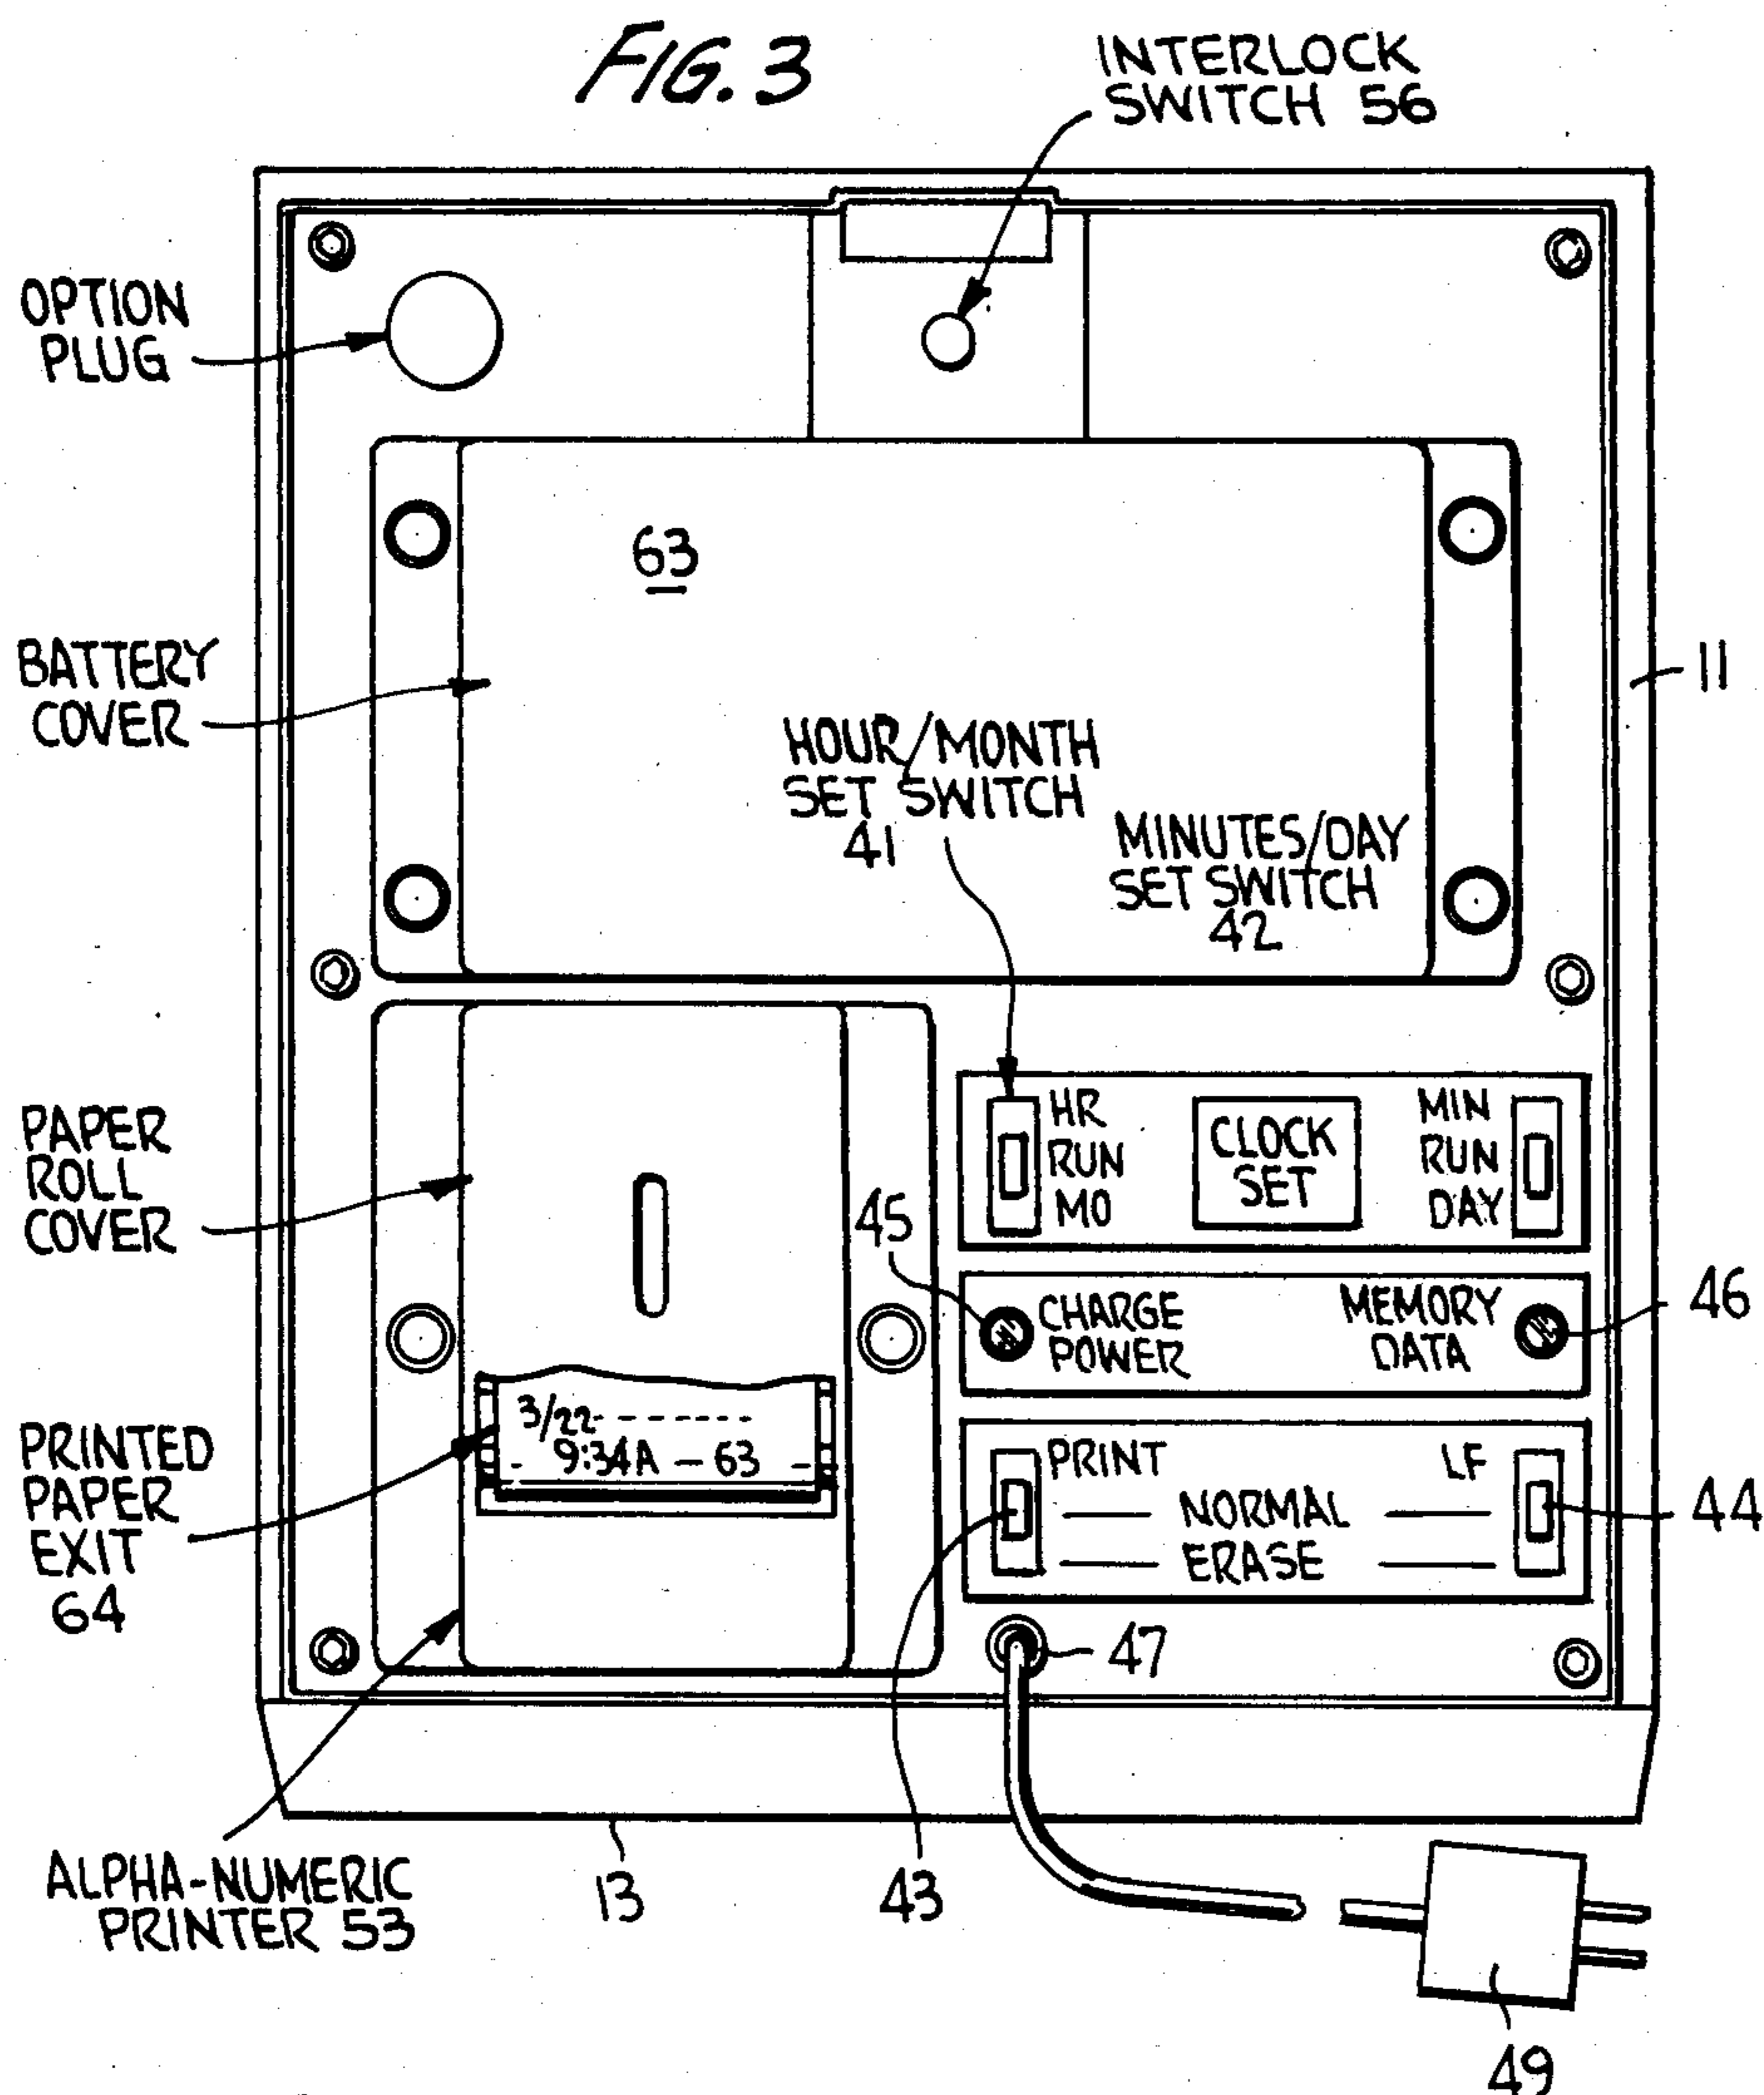 FIG. 3
INTERLOCK
SWITCH 56
OPTION
PLUG
63
BATTERY
COVER
11
HOUR/MONTH
SET SWITCH
41
MINUTES/DAY
SET SWITCH
42
PAPER
ROLL
COVER
HR
RUN
MO
CLOCK
SET
MIN
RUN
DAY
45
CHARGE
POWER
MEMORY
DATA
46
PRINTED
PAPER
EXIT
64
3/22- - - - - - -
- 9:34A - 63 -
PRINT
LF
NORMAL
ERASE
44
47
ALPHA-NUMERIC
PRINTER 53
13
43
49